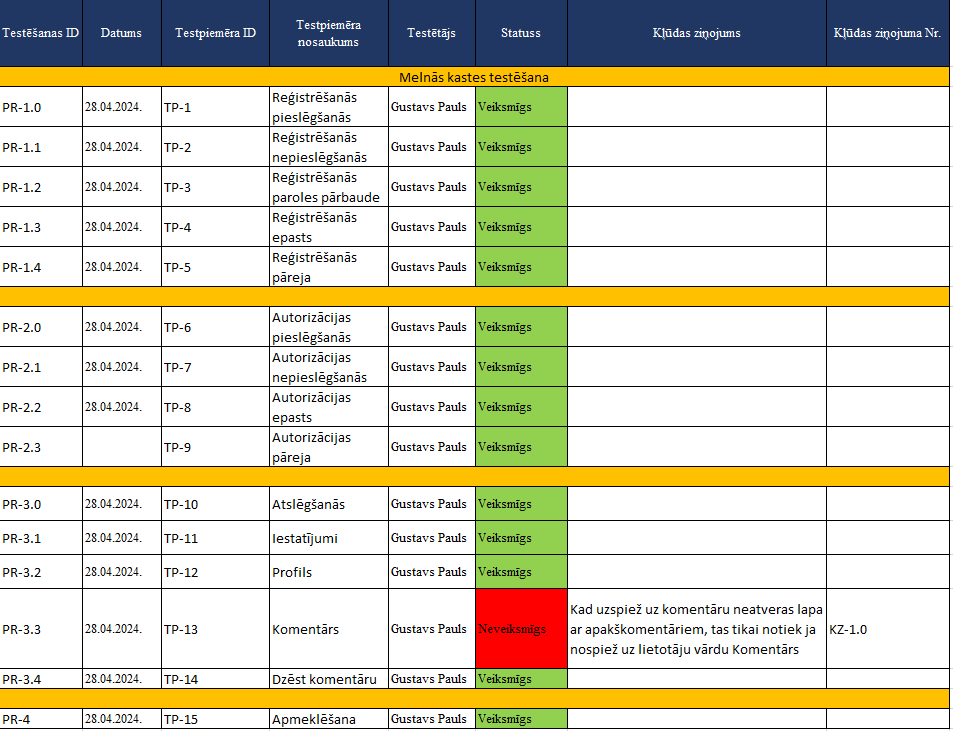 Testēšanas ID Datums Testpiemēra ID Testpiemēra nosaukums Testētājs Statuss Kļūdas ziņojums Kļūdas ziņojuma Nr.
Melnās kastes testēšana
PR-1.0 28.04.2024. TP-1 Reģistrēšanās pieslēgšanās Gustavs Pauls Veiksmīgs
PR-1.1 28.04.2024. TP-2 Reģistrēšanās nepieslēgšanās Gustavs Pauls Veiksmīgs
PR-1.2 28.04.2024. TP-3 Reģistrēšanās paroles pārbaude Gustavs Pauls Veiksmīgs
PR-1.3 28.04.2024. TP-4 Reģistrēšanās epasts Gustavs Pauls Veiksmīgs
PR-1.4 28.04.2024. TP-5 Reģistrēšanās pāreja Gustavs Pauls Veiksmīgs
PR-2.0 28.04.2024. TP-6 Autorizācijas pieslēgšanās Gustavs Pauls Veiksmīgs
PR-2.1 28.04.2024. TP-7 Autorizācijas nepieslēgšanās Gustavs Pauls Veiksmīgs
PR-2.2 28.04.2024. TP-8 Autorizācijas epasts Gustavs Pauls Veiksmīgs
PR-2.3 TP-9 Autorizācijas pāreja Gustavs Pauls Veiksmīgs
PR-3.0 28.04.2024. TP-10 Atslēgšanās Gustavs Pauls Veiksmīgs
PR-3.1 28.04.2024. TP-11 Iestatījumi Gustavs Pauls Veiksmīgs
PR-3.2 28.04.2024. TP-12 Profils Gustavs Pauls Veiksmīgs
PR-3.3 28.04.2024. TP-13 Komentārs Gustavs Pauls Neveiksmīgs Kad uzspiež uz komentāru neatveras lapa ar apakškomentāriem, tas tikai notiek ja nospiež uz lietotāju vārdu Komentārs KZ-1.0
PR-3.4 28.04.2024. TP-14 Dzēst komentāru Gustavs Pauls Veiksmīgs
PR-4 28.04.2024. TP-15 Apmeklēšana Gustavs Pauls Veiksmīgs